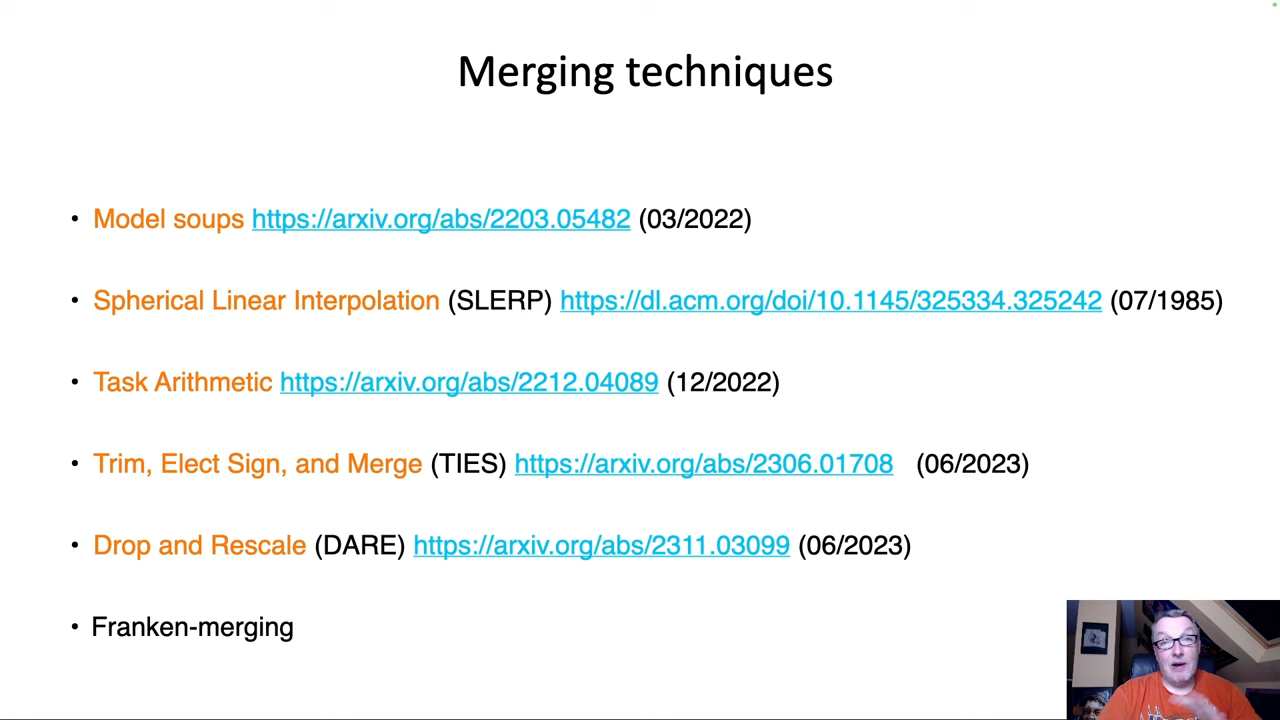 Merging techniques
• Model soups https://arxiv.org/abs/2203.05482 (03/2022)
• Spherical Linear Interpolation (SLERP) https://dl.acm.org/doi/10.1145/325334.325242 (07/1985)
• Task Arithmetic https://arxiv.org/abs/2212.04089 (12/2022)
• Trim, Elect Sign, and Merge (TIES) https://arxiv.org/abs/2306.01708 (06/2023)
• Drop and Rescale (DARE) https://arxiv.org/abs/2311.03099 (06/2023)
• Franken-merging